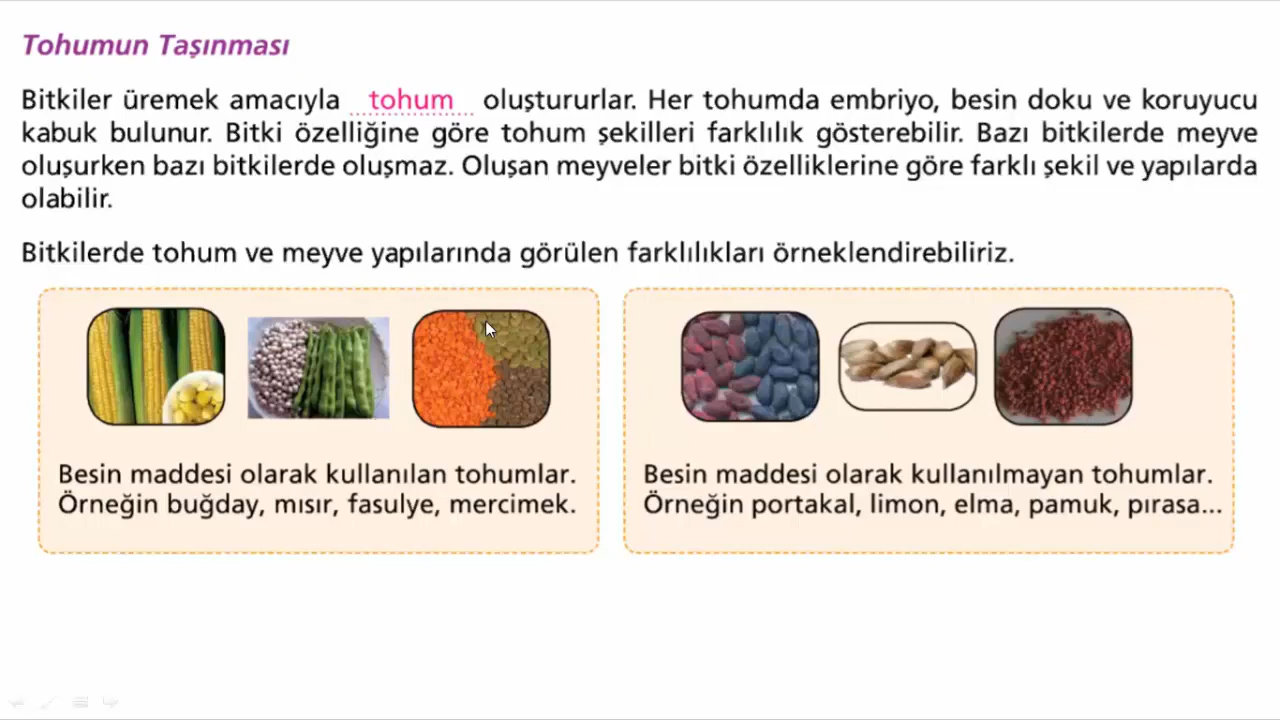 Tohumun Taşınması
Bitkiler üremek amacıyla tohum oluştururlar. Her tohumda embriyo, besin doku ve koruyucu
kabuk bulunur. Bitki özelliğine göre tohum şekilleri farklılık gösterebilir. Bazı bitkilerde meyve
oluşurken bazı bitkilerde oluşmaz. Oluşan meyveler bitki özelliklerine göre farklı şekil ve yapılarda
olabilir.
Bitkilerde tohum ve meyve yapılarında görülen farklılıkları örneklendirebiliriz.
Besin maddesi olarak kullanılan tohumlar.
Örneğin buğday, mısır, fasulye, mercimek.
Besin maddesi olarak kullanılmayan tohumlar.
Örneğin portakal, limon, elma, pamuk, pırasa...